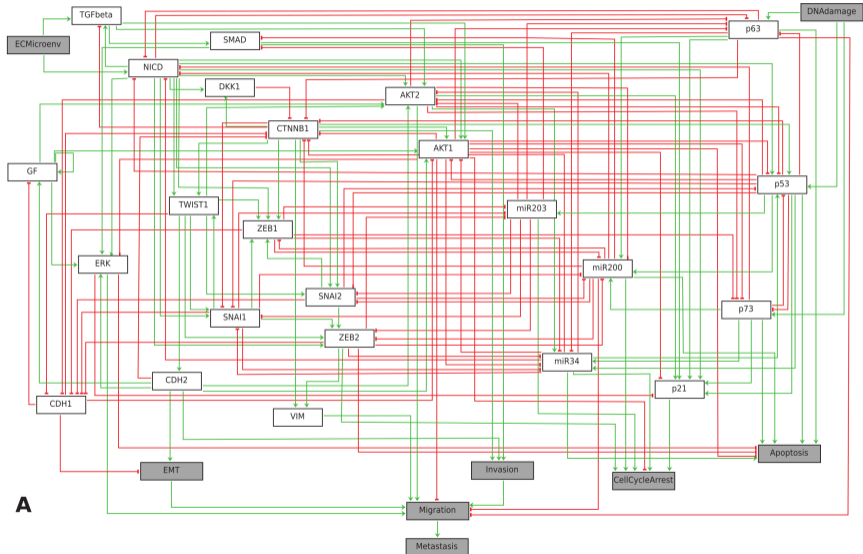 DNAdamage
TGFbeta
p63
ECMicroenv
SMAD
NICD
DKK1
AKT2
CTNNB1
AKT1
GF
p53
TWIST1
miR203
ZEB1
ERK
miR200
SNAI2
p73
SNAI1
ZEB2
miR34
CDH2
p21
CDH1
VIM
Apoptosis
EMT
Invasion
CellCycleArrest
A
Migration
Metastasis